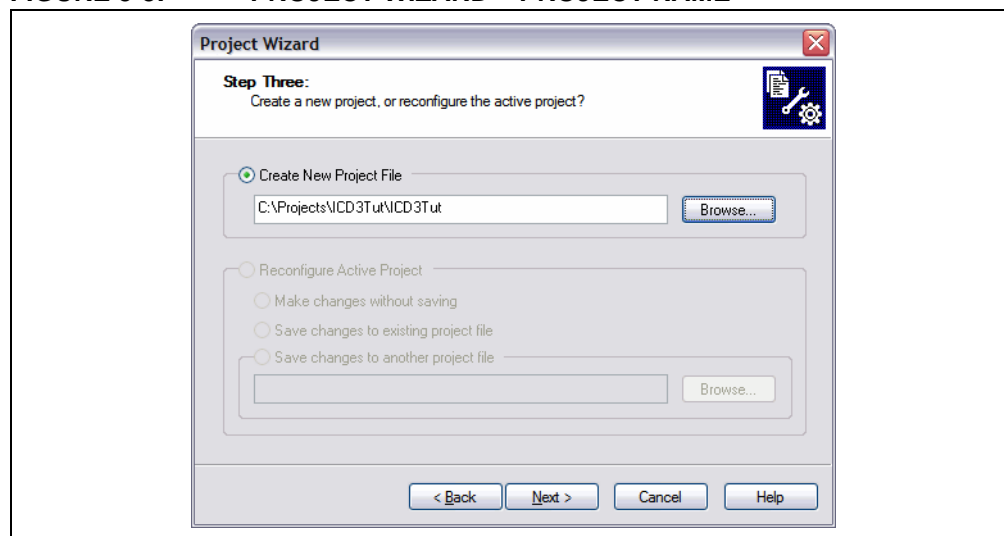 Project Wizard
Step Three:
Create a new project, or reconfigure the active project?
Create New Project File
C:\Projects\ICD3Tut\ICD3Tut
Browse...
Reconfigure Active Project
Make changes without saving
Save changes to existing project file
Save changes to another project file
Browse...
< Back Next > Cancel Help